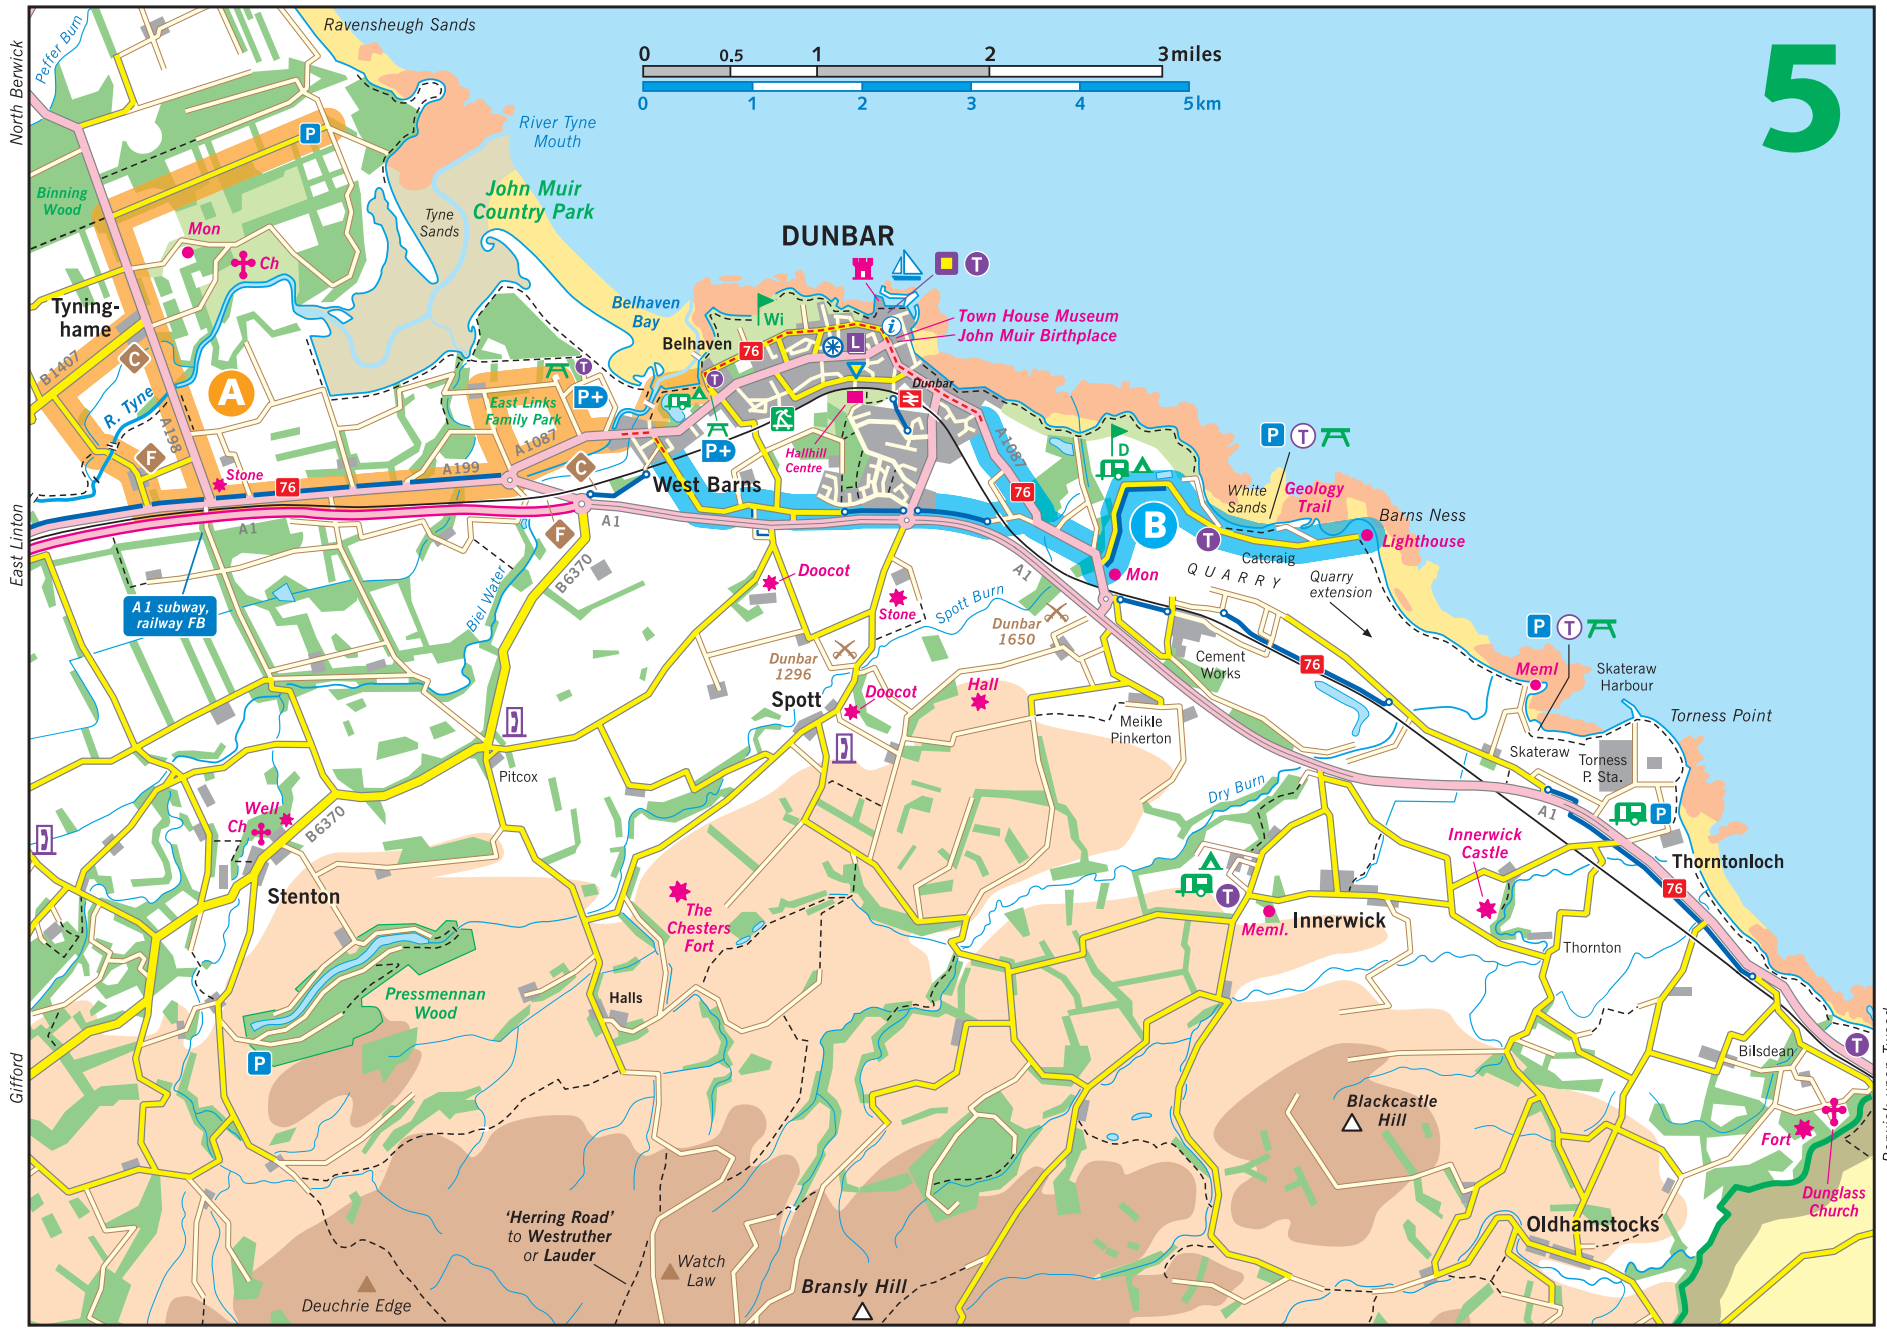 Ravensheugh Sands
0
0.5
1
2
3 miles
0
1
2
3
4
5 km
5
Peffer Burn
North Berwick
River Tyne
Mouth
P
Binning
Wood
John Muir
Country Park
Tyne
Sands
Mon
Ch
DUNBAR
T
Tyning-
hame
Belhaven
Bay
Wi
i
Town House Museum
John Muir Birthplace
Belhaven
76
L
C
B1407
A
R. Tyne
A198
F
T
P+
East Links
Family Park
A1087
T
Dunbar
P+
Hallhill
Centre
A1087
D
P
T
Stone
76
A199
C
West Barns
76
White
Sands
Geology
Trail
Barns Ness
Lighthouse
East Linton
A1
A1
F
B
T
Catcraig
QUARRY
Quarry
extension
B6370
Doocot
A1
Mon
A1 subway,
railway FB
Biel Water
Stone
Spott Burn
Dunbar
1650
P
T
Dunbar
1296
Cement
Works
76
Meml
Skateraw
Harbour
Spott
Doocot
Hall
Torness Point
Meikle
Pinkerton
Skateraw
Torness
P. Sta.
Pitcox
Dry Burn
A1
P
Well
Ch
B6370
Innerwick
Castle
Thorntonloch
76
Stenton
The
Chesters
Fort
T
Meml.
Innerwick
Thornton
Pressmennan
Wood
Halls
P
Gifford
Bilsdean
T
Blackcastle
Hill
Fort
Dunglass
Church
'Herring Road'
to Westruther
or Lauder
Watch
Law
Oldhamstocks
Deuchrie Edge
Bransly Hill